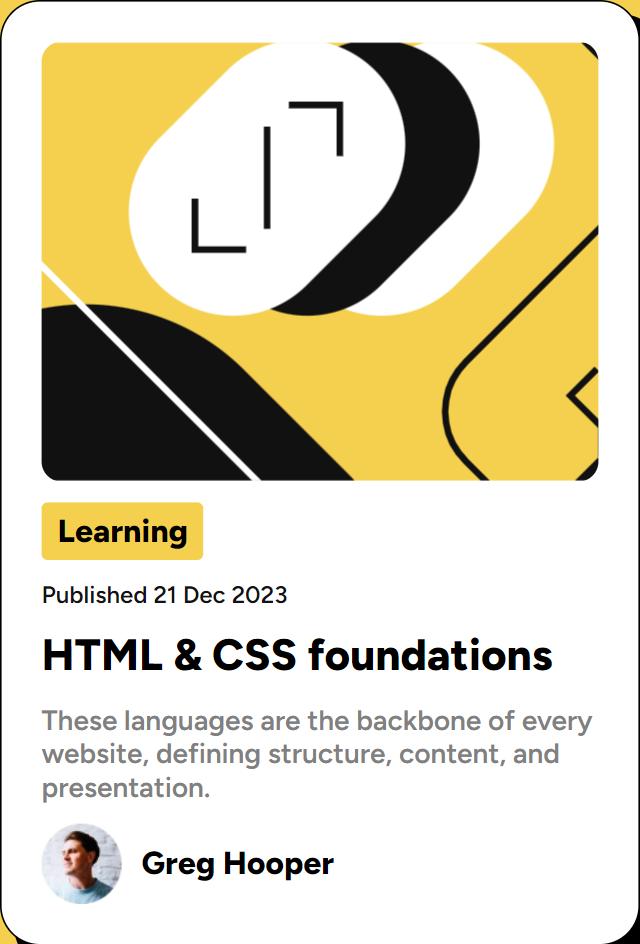 Learning
Published 21 Dec 2023
HTML & CSS foundations
These languages are the backbone of every
website, defining structure, content, and
presentation.
Greg Hooper